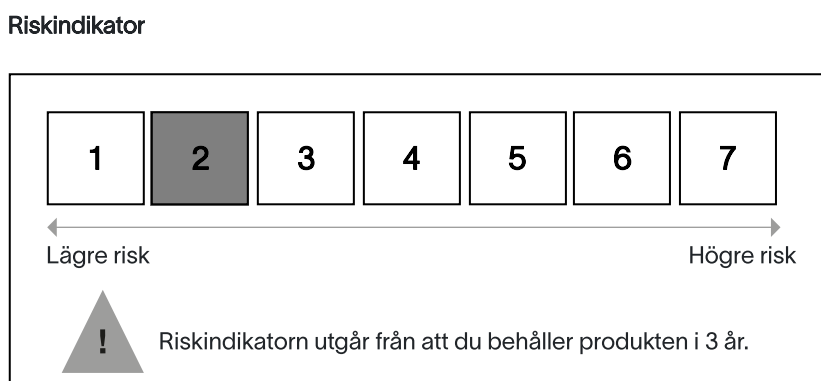 Riskindikator
1 2 3 4 5 6 7
Lägre risk Högre risk
! Riskindikatorn utgår från att du behåller produkten i 3 år.